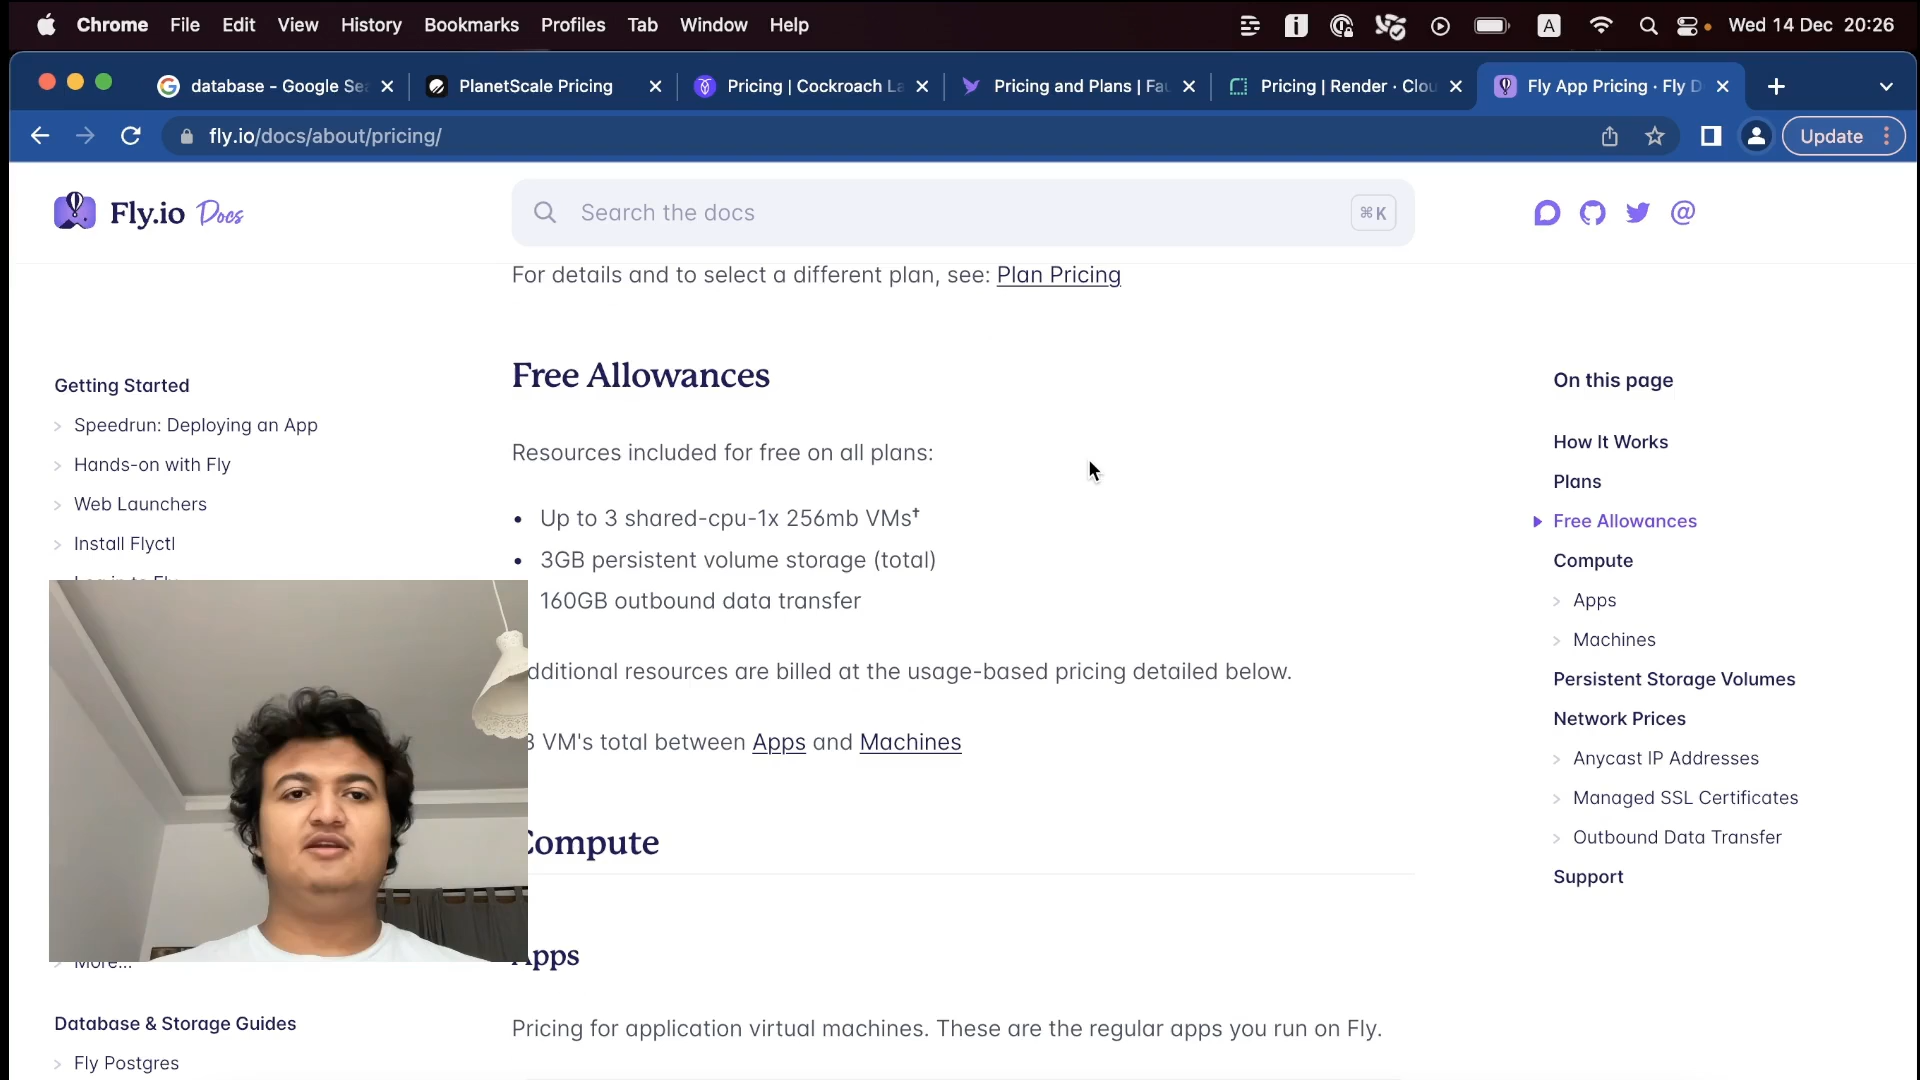 Chrome File Edit View History Bookmarks Profiles Tab Window Help A Wed 14 Dec 20:26
database - Google Se PlanetScale Pricing Pricing | Cockroach La Pricing and Plans | Fau Pricing | Render · Clou Fly App Pricing · Fly D
fly.io/docs/about/pricing/ Update
Fly.io Docs Search the docs ⌘K @
For details and to select a different plan, see: Plan Pricing
Free Allowances
Resources included for free on all plans:
Up to 3 shared-cpu-1x 256mb VMs†
3GB persistent volume storage (total)
160GB outbound data transfer
dditional resources are billed at the usage-based pricing detailed below.
3 VM's total between Apps and Machines
Compute
Apps
Pricing for application virtual machines. These are the regular apps you run on Fly.
Getting Started
Speedrun: Deploying an App
Hands-on with Fly
Web Launchers
Install Flyctl
More...
Database & Storage Guides
Fly Postgres
On this page
How It Works
Plans
Free Allowances
Compute
Apps
Machines
Persistent Storage Volumes
Network Prices
Anycast IP Addresses
Managed SSL Certificates
Outbound Data Transfer
Support